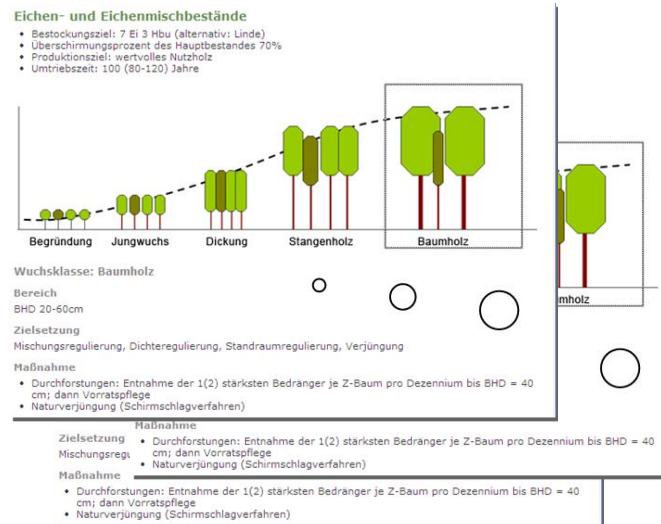 Eichen- und Eichenmischbestände
• Bestockungsziel: 7 Ei 3 Hbu (alternativ: Linde)
• Überschirmungsprozent des Hauptbestandes 70%
• Produktionsziel: wertvolles Nutzholz
• Umtriebszeit: 100 (80-120) Jahre
Begründung Jungwuchs Dickung Stangenholz Baumholz
mholz
Wuchsklasse: Baumholz
Bereich
BHD 20-60cm
Zielsetzung
Mischungsregulierung, Dichteregulierung, Standraumregulierung, Verjüngung
Maßnahme
• Durchforstungen: Entnahme der 1(2) stärksten Bedränger je Z-Baum pro Dezennium bis BHD = 40
cm; dann Vorratspflege
• Naturverjüngung (Schirmschlagverfahren)
Maßnahme
• Durchforstungen: Entnahme der 1(2) stärksten Bedränger je Z-Baum pro Dezennium bis BHD = 40
cm; dann Vorratspflege
• Naturverjüngung (Schirmschlagverfahren)
Zielsetzung
Mischungsregu
Maßnahme
• Durchforstungen: Entnahme der 1(2) stärksten Bedränger je Z-Baum pro Dezennium bis BHD = 40
cm; dann Vorratspflege
• Naturverjüngung (Schirmschlagverfahren)